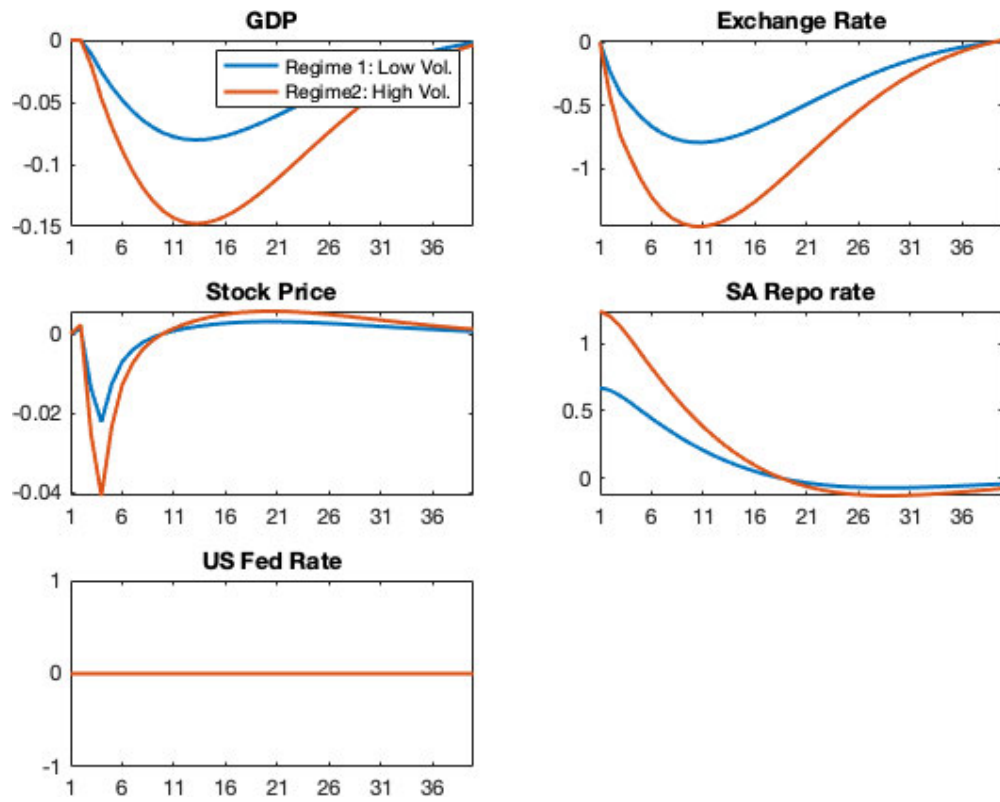 GDP
0
-0.05
-0.1
-0.15
1 6 11 16 21 26 31 36
Regime 1: Low Vol.
Regime2: High Vol.
Exchange Rate
0
-0.5
-1
1 6 11 16 21 26 31 36
Stock Price
0
-0.02
-0.04
1 6 11 16 21 26 31 36
SA Repo rate
1
0.5
0
1 6 11 16 21 26 31 36
US Fed Rate
1
0
-1
1 6 11 16 21 26 31 36